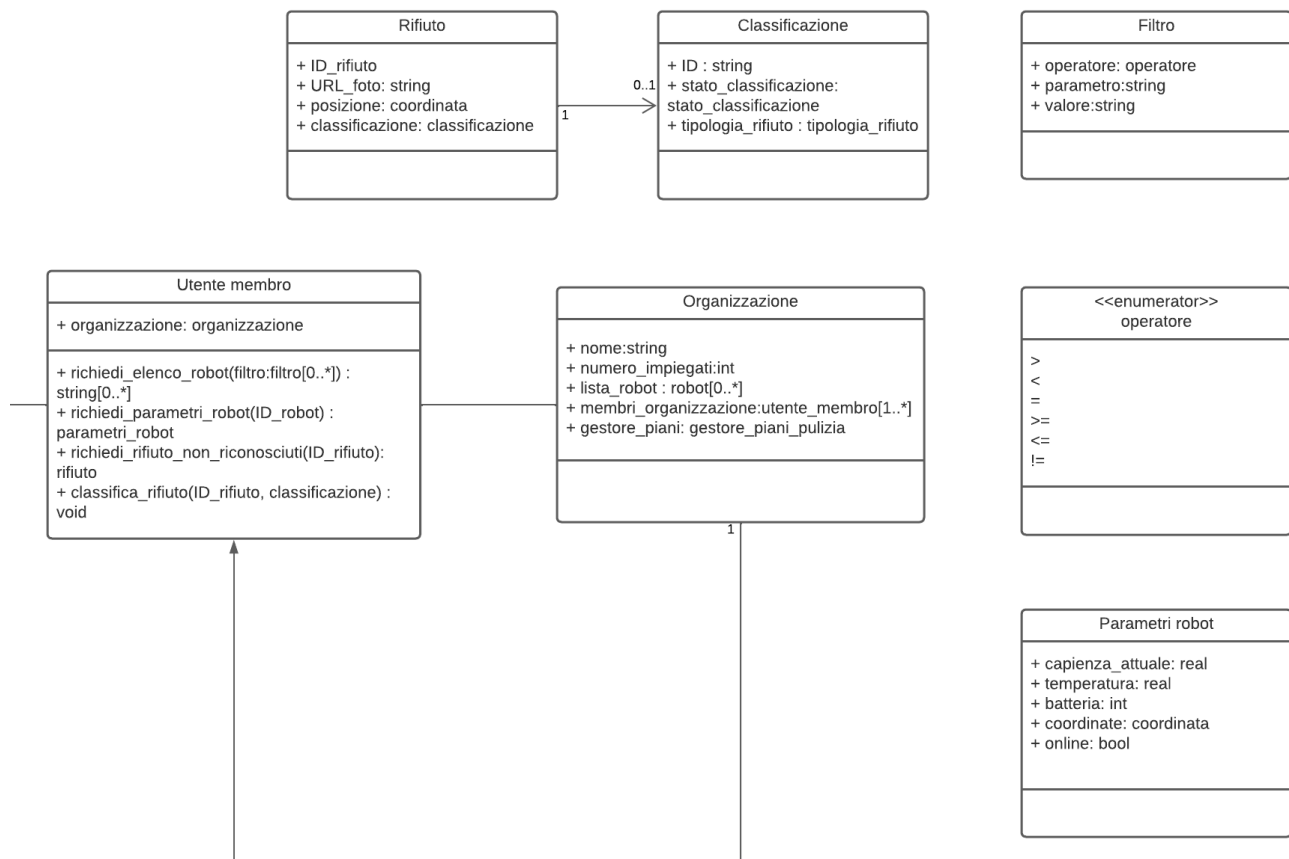 Rifiuto
+ ID_rifiuto
+ URL_foto: string
+ posizione: coordinata
+ classificazione: classificazione
1
0..1
Classificazione
+ ID : string
+ stato_classificazione:
stato_classificazione
+ tipologia_rifiuto : tipologia_rifiuto
Filtro
+ operatore: operatore
+ parametro:string
+ valore:string
Utente membro
+ organizzazione: organizzazione
+ richiedi_elenco_robot(filtro:filtro[0..*]) :
string[0..*]
+ richiedi_parametri_robot(ID_robot) :
parametri_robot
+ richiedi_rifiuto_non_riconosciuti(ID_rifiuto):
rifiuto
+ classifica_rifiuto(ID_rifiuto, classificazione) :
void
Organizzazione
+ nome:string
+ numero_impiegati:int
+ lista_robot : robot[0..*]
+ membri_organizzazione:utente_membro[1..*]
+ gestore_piani: gestore_piani_pulizia
1
<<enumerator>>
operatore
>
<
=
>=
<=
!=
Parametri robot
+ capienza_attuale: real
+ temperatura: real
+ batteria: int
+ coordinate: coordinata
+ online: bool